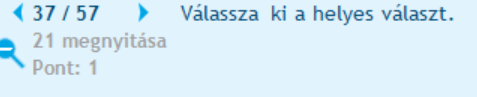 37 / 57 Válassza ki a helyes választ.
21 megnyitása
Pont: 1